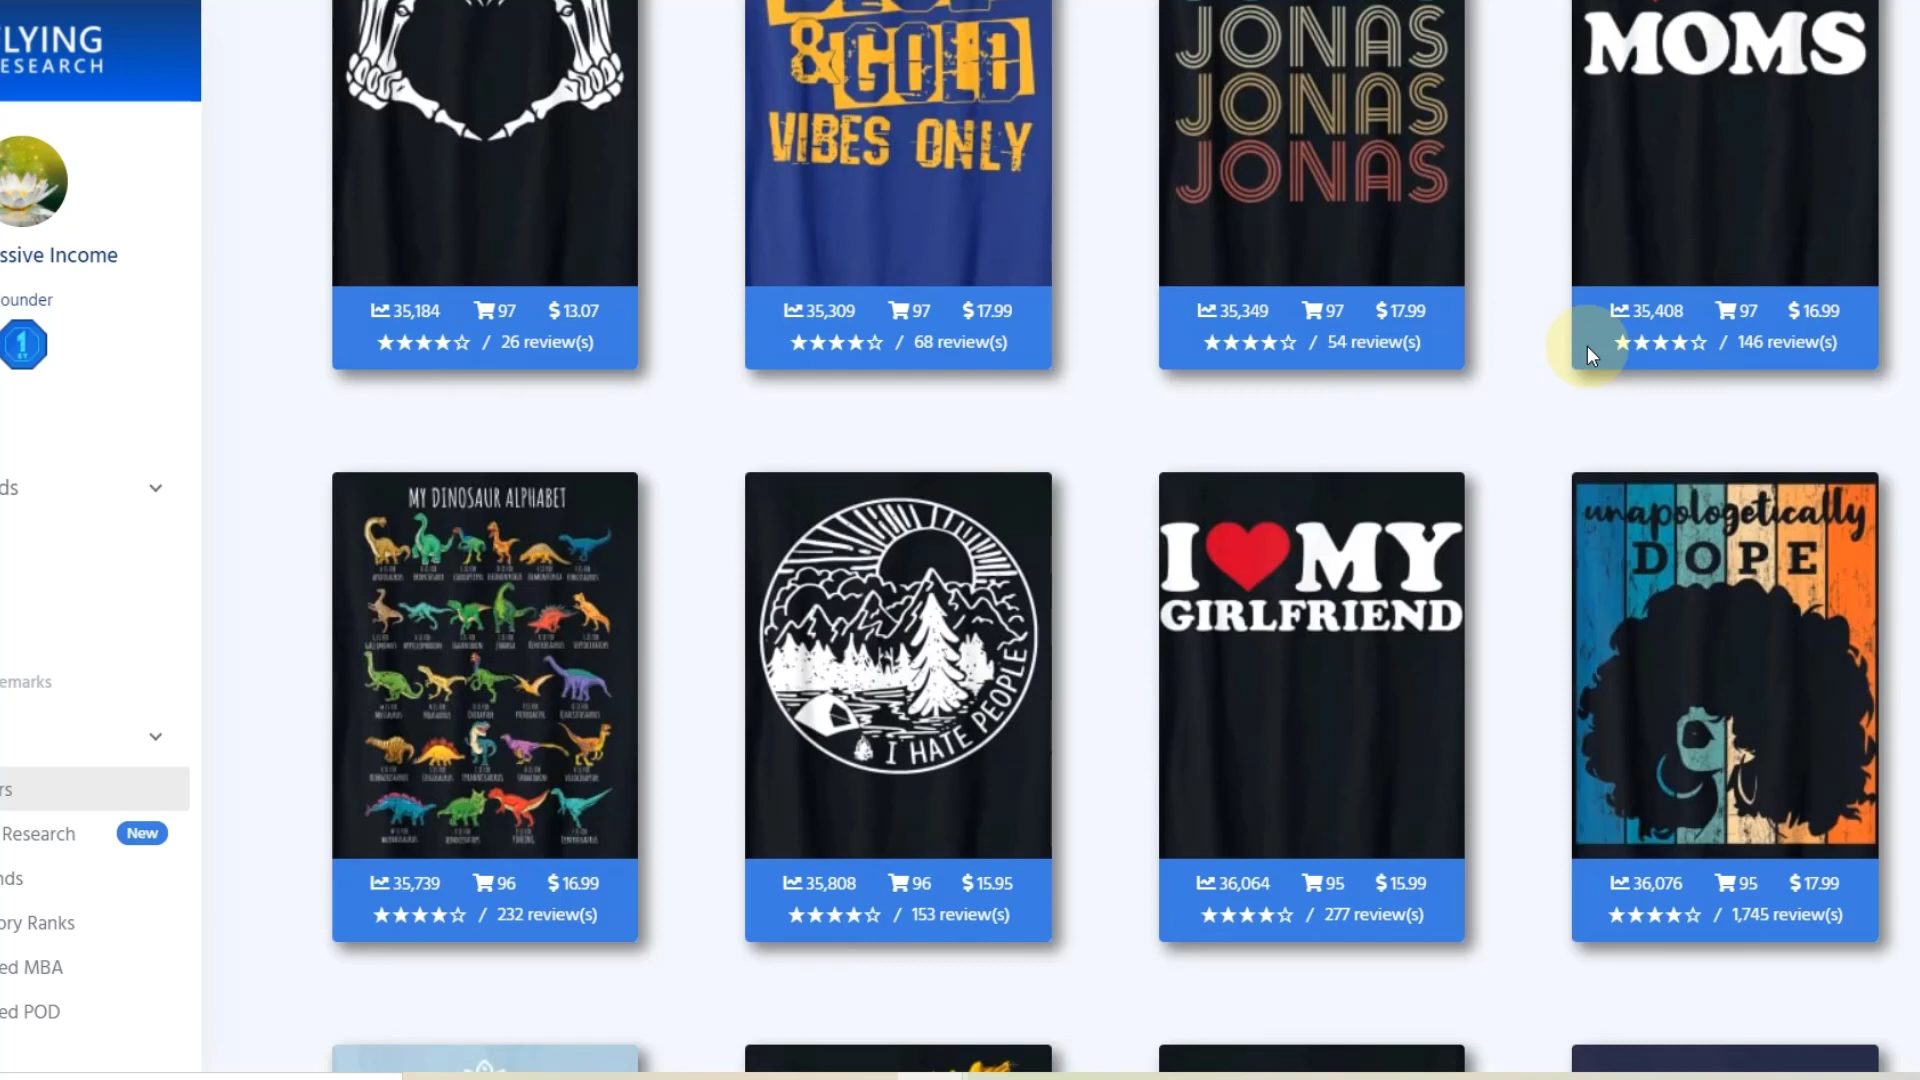 LYING
ESEARCH
ssive Income
ounder
1
ST
ds
emarks
rs
Research
New
nds
ory Ranks
ed MBA
ed POD
& GOLD
VIBES ONLY
JONAS
JONAS
JONAS
MOMS
35,184 97 $13.07
/ 26 review(s)
35,309 97 $17.99
/ 68 review(s)
35,349 97 $17.99
/ 54 review(s)
35,408 97 $16.99
/ 146 review(s)
MY DINOSAUR ALPHABET
I HATE PEOPLE
I MY
GIRLFRIEND
unapologetically
DOPE
35,739 96 $16.99
/ 232 review(s)
35,808 96 $15.95
/ 153 review(s)
36,064 95 $15.99
/ 277 review(s)
36,076 95 $17.99
/ 1,745 review(s)